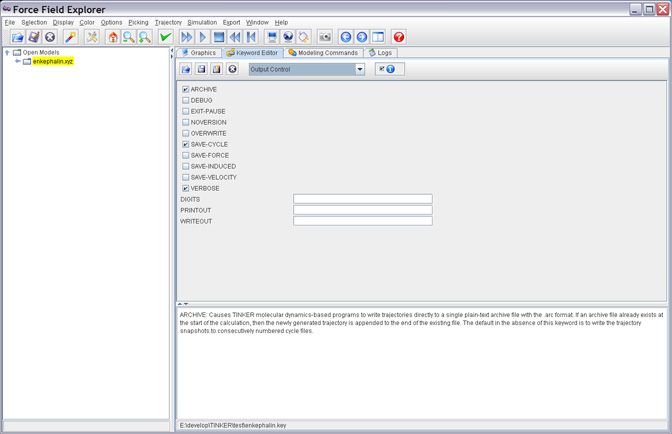 Force Field Explorer
File Selection Display Color Options Picking Trajectory Simulation Export Window Help
Open Models
enkephalin.xyz
Graphics Keyword Editor Modeling Commands Logs
Output Control
ARCHIVE
DEBUG
EXIT-PAUSE
NOVERSION
OVERWRITE
SAVE-CYCLE
SAVE-FORCE
SAVE-INDUCED
SAVE-VELOCITY
VERBOSE
DIGITS
PRINTOUT
WRITEOUT
ARCHIVE: Causes TINKER molecular dynamics-based programs to write trajectories directly to a single plain-text archive file with the .arc format. If an archive file already exists at
the start of the calculation, then the newly generated trajectory is appended to the end of the existing file. The default in the absence of this keyword is to write the trajectory
snapshots to consecutively numbered cycle files.
E:\develop\TINKER\test\enkephalin.key